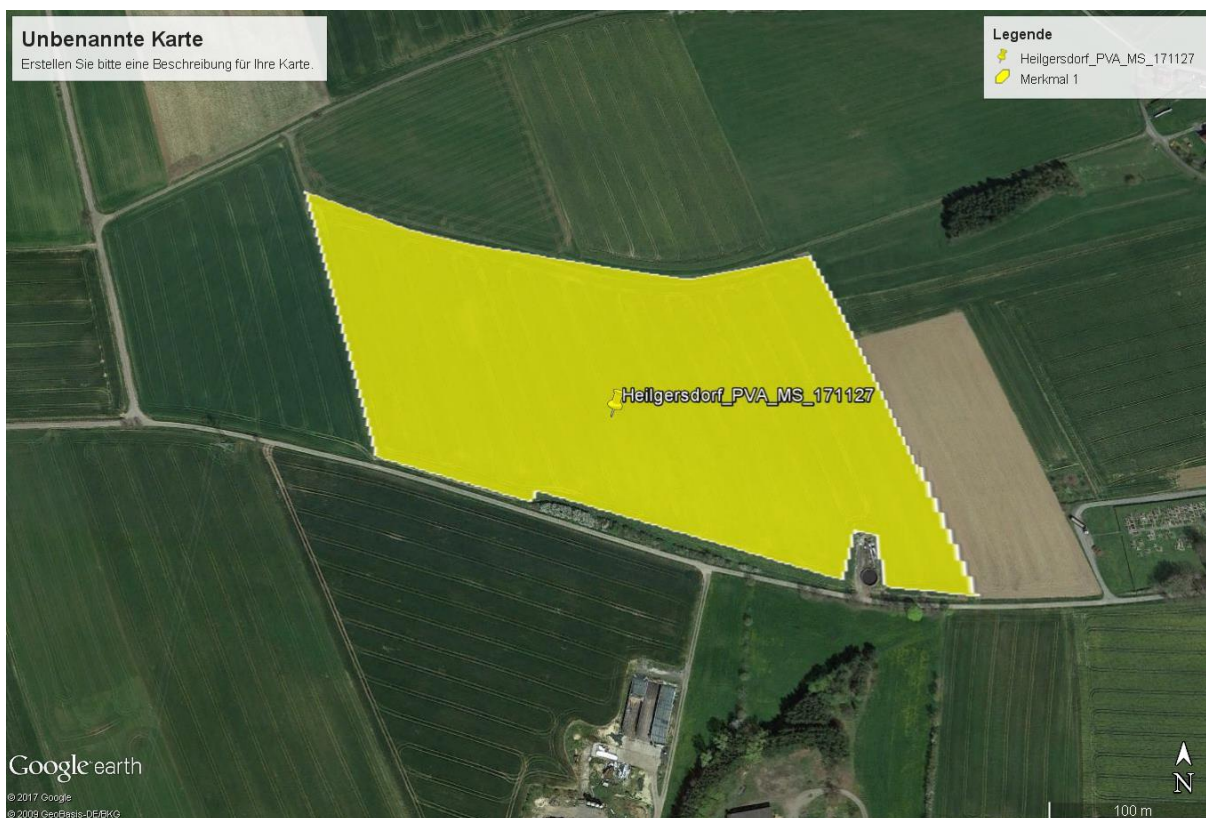 Unbenannte Karte
Erstellen Sie bitte eine Beschreibung für Ihre Karte.
Legende
Heilgersdorf_PVA_MS_171127
Merkmal 1
Heilgersdorf_PVA_MS_171127
Google earth
© 2017 Google
© 2009 GeoBasis-DE/BKG
N
100 m